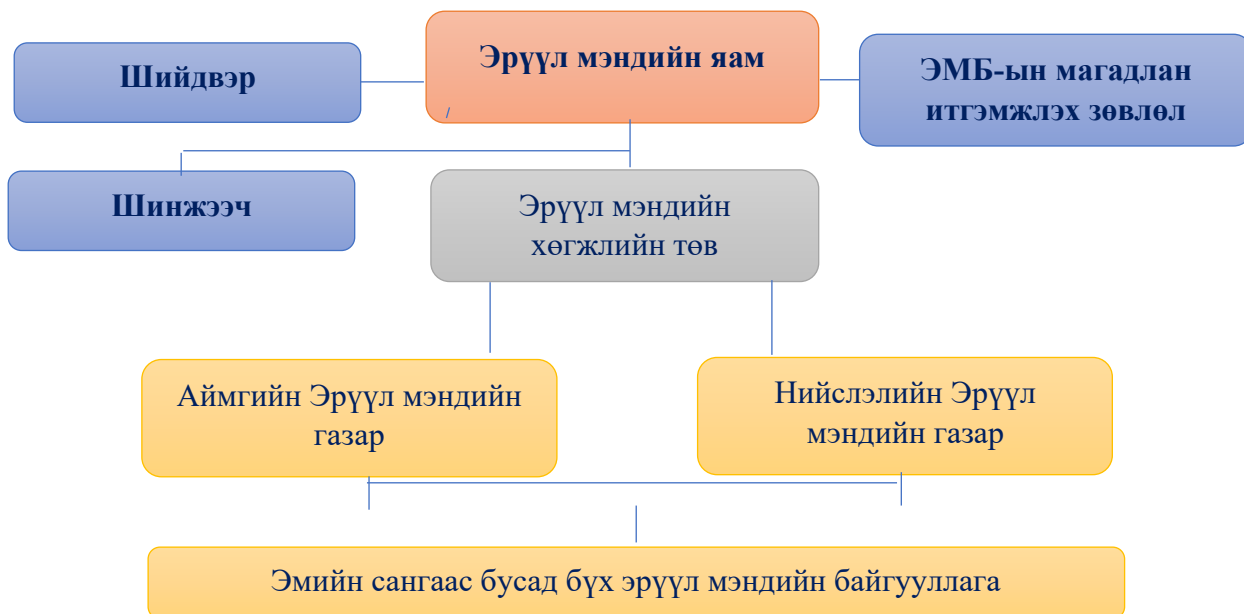 Шийдвэр
Эрүүл мэндийн яам
/
ЭМБ-ын магадлан
итгэмжлэх зөвлөл
Шинжээч
Эрүүл мэндийн
хөгжлийн төв
Аймгийн Эрүүл мэндийн
газар
Нийслэлийн Эрүүл
мэндийн газар
Эмийн сангаас бусад бүх эрүүл мэндийн байгууллага